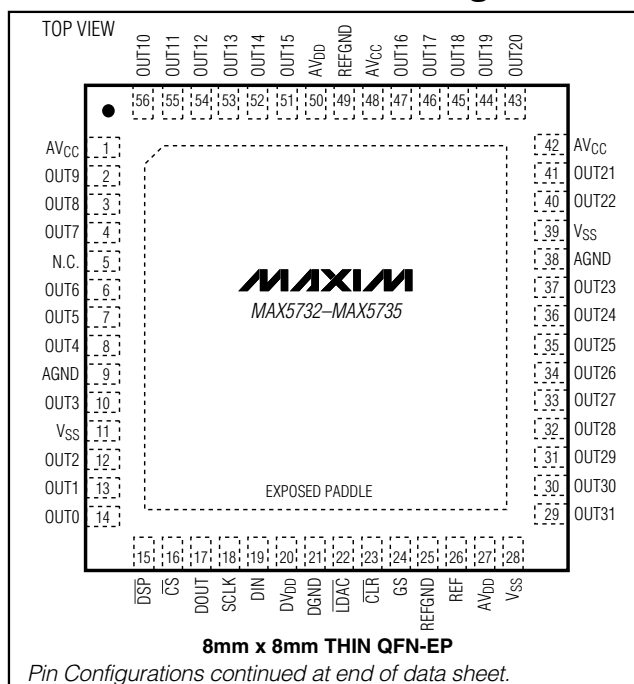 TOP VIEW
OUT10 OUT11 OUT12 OUT13 OUT14 OUT15 AVDD REFGND AVCC OUT16 OUT17 OUT18 OUT19 OUT20
56 55 54 53 52 51 50 49 48 47 46 45 44 43
AVCC 1
OUT9 2
OUT8 3
OUT7 4
N.C. 5
OUT6 6
OUT5 7
OUT4 8
AGND 9
OUT3 10
VSS 11
OUT2 12
OUT1 13
OUT0 14
MAXIM
MAX5732–MAX5735
EXPOSED PADDLE
42 AVCC
41 OUT21
40 OUT22
39 VSS
38 AGND
37 OUT23
36 OUT24
35 OUT25
34 OUT26
33 OUT27
32 OUT28
31 OUT29
30 OUT30
29 OUT31
15 16 17 18 19 20 21 22 23 24 25 26 27 28
DSP CS DOUT SCLK DIN DVDD DGND LDAC CLR GS REFGND REF AVDD VSS
8mm x 8mm THIN QFN-EP
Pin Configurations continued at end of data sheet.